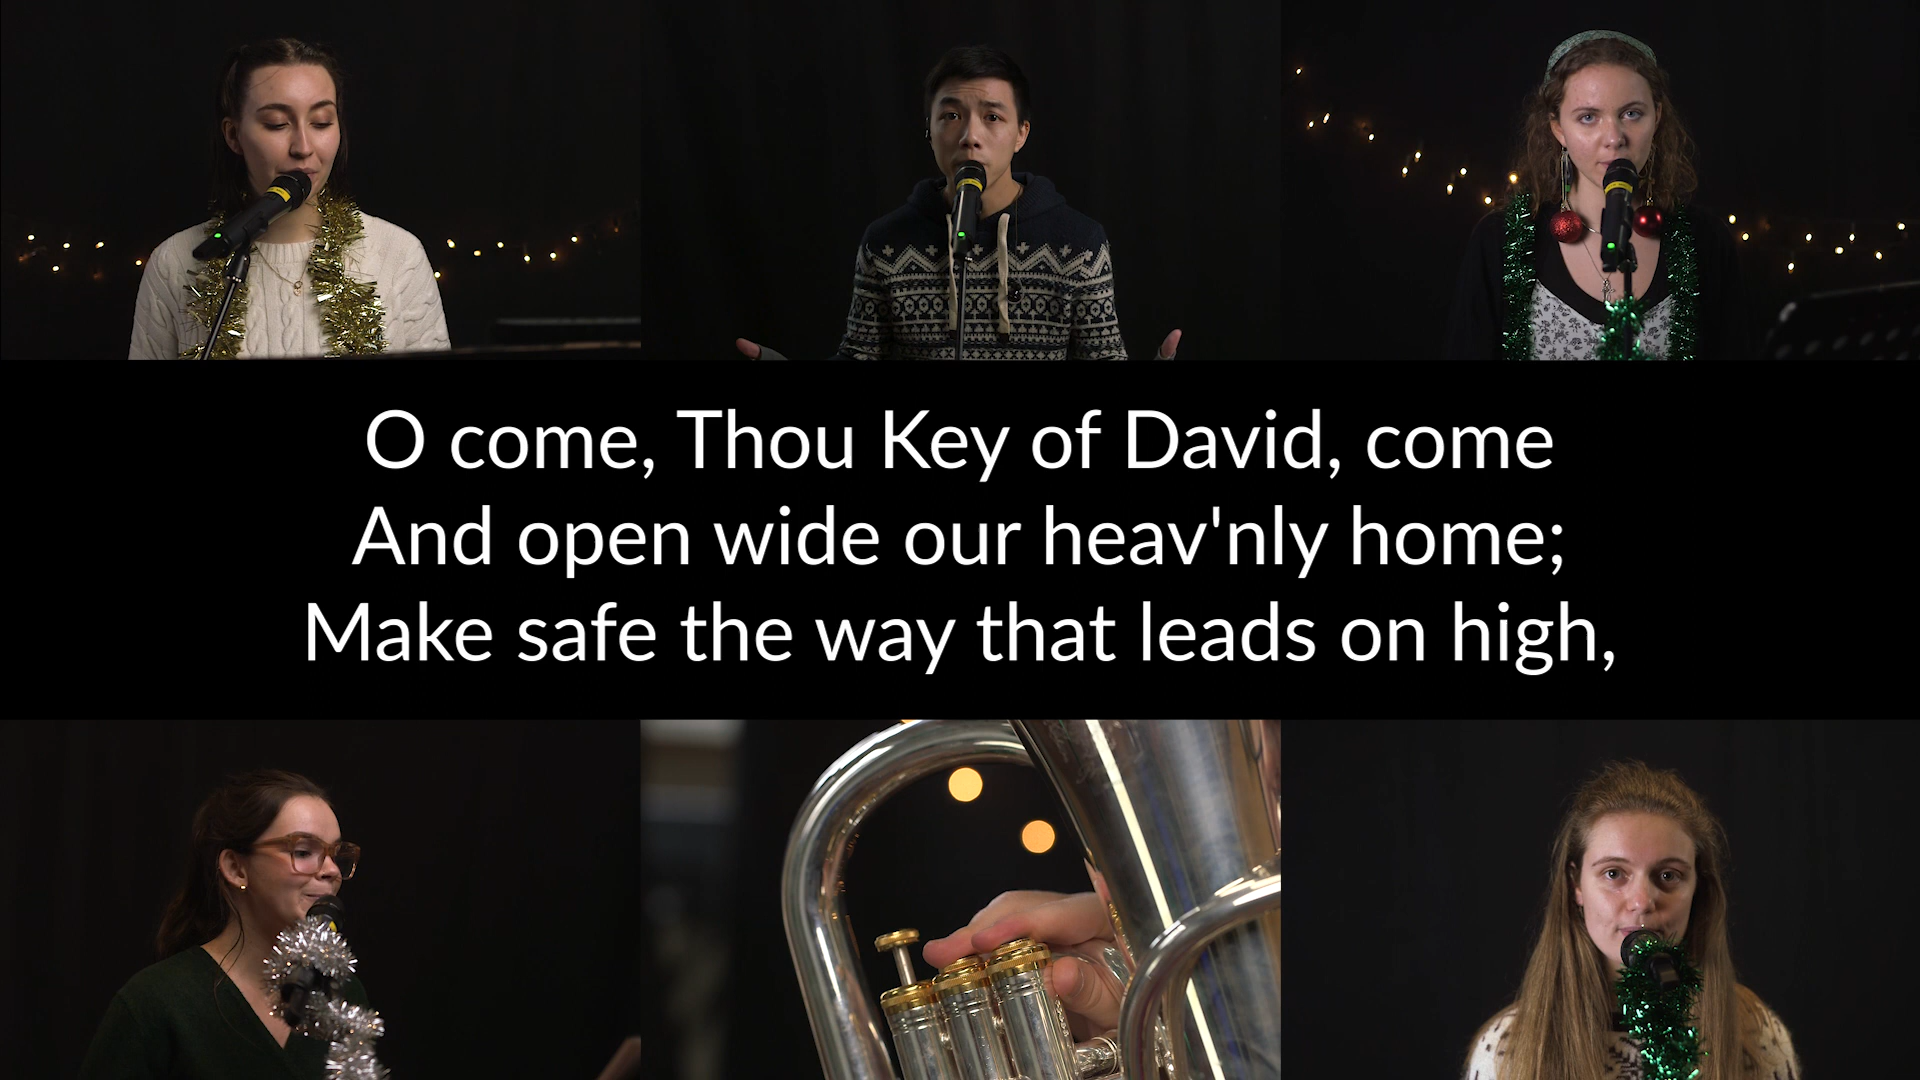 O come, Thou Key of David, come
And open wide our heav'nly home;
Make safe the way that leads on high,